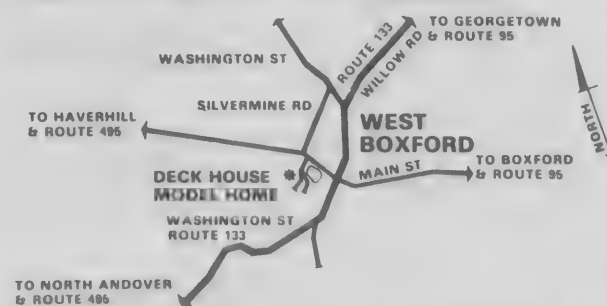 TO GEORGETOWN
& ROUTE 95
ROUTE 133
WILLOW RD
WASHINGTON ST
SILVERMINE RD
NORTH
TO HAVERHILL
& ROUTE 495
WEST
BOXFORD
MAIN ST
TO BOXFORD
& ROUTE 95
DECK HOUSE
MODEL HOME
WASHINGTON ST
ROUTE 133
TO NORTH ANDOVER
& ROUTE 495